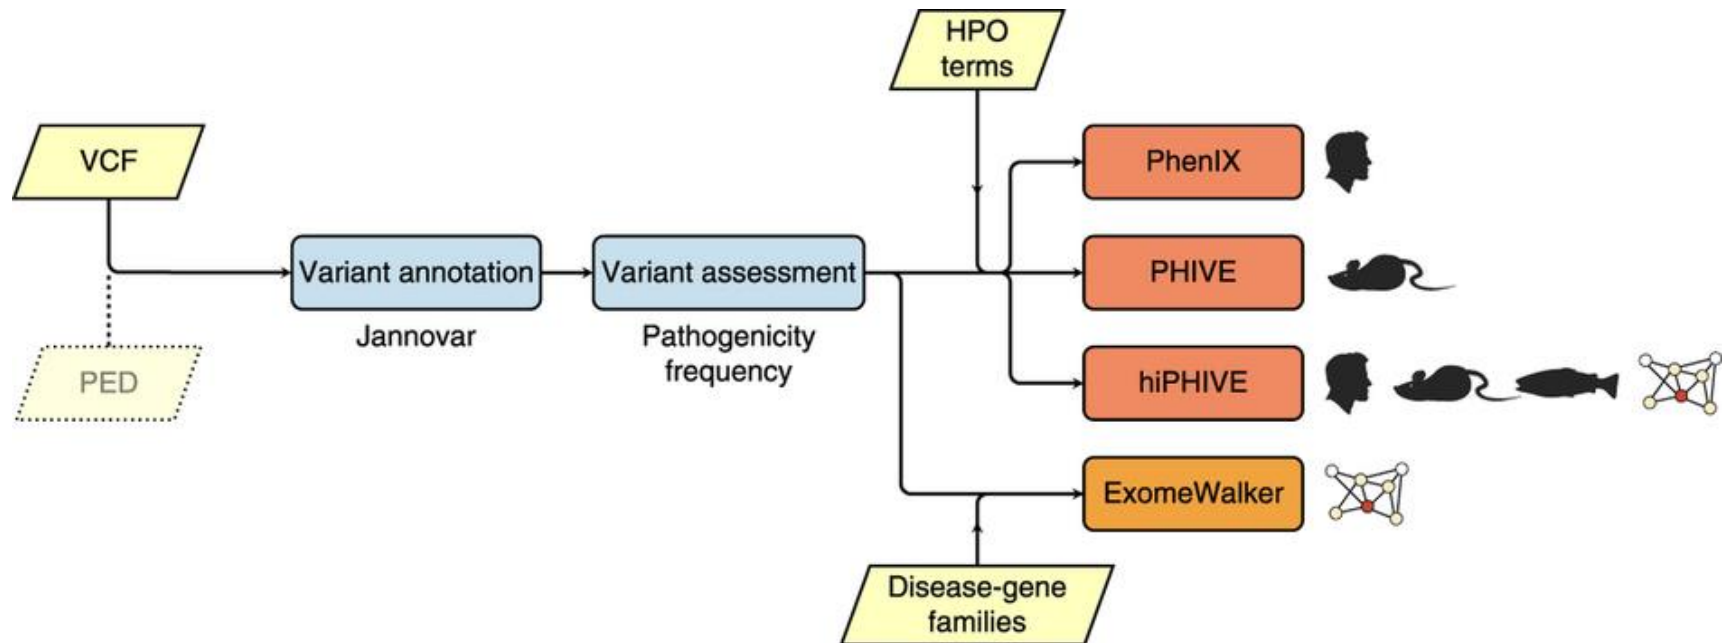 HPO
terms
VCF
PhenIX
Variant annotation
Variant assessment
PHIVE
Jannovar
Pathogenicity
frequency
PED
hiPHIVE
ExomeWalker
Disease-gene
families